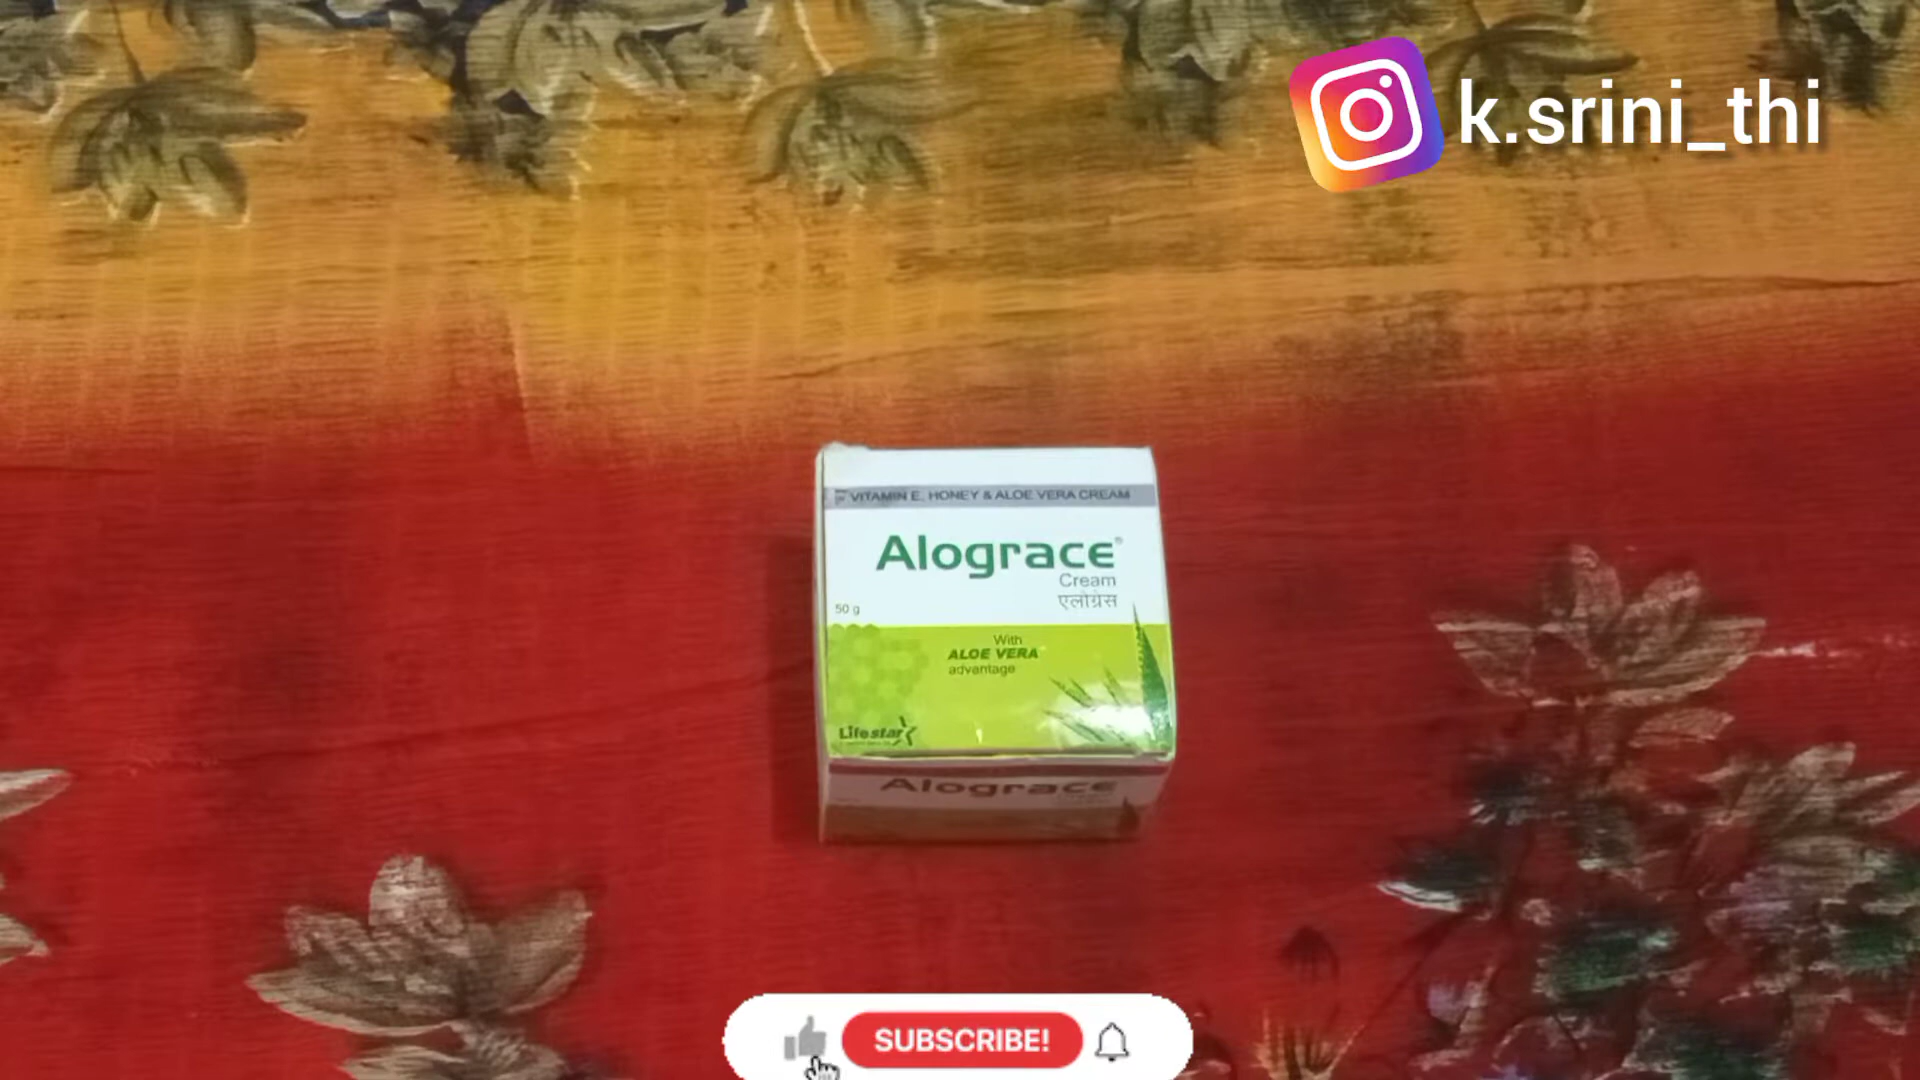 k.srini_thi
VITAMIN E, HONEY & ALOE VERA CREAM
Alograce®
Cream
एलोग्रेस
50 g
With
ALOE VERA
advantage
Lifestar
Alograce
SUBSCRIBE!